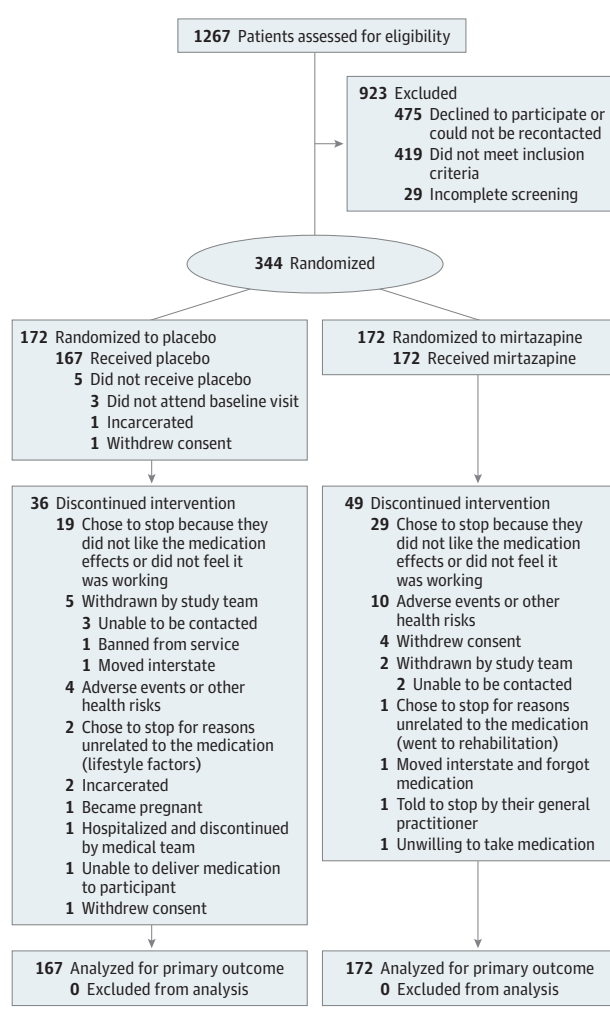 1267 Patients assessed for eligibility
923 Excluded
475 Declined to participate or
could not be recontacted
419 Did not meet inclusion
criteria
29 Incomplete screening
344 Randomized
172 Randomized to placebo
167 Received placebo
5 Did not receive placebo
3 Did not attend baseline visit
1 Incarcerated
1 Withdrew consent
172 Randomized to mirtazapine
172 Received mirtazapine
36 Discontinued intervention
19 Chose to stop because they
did not like the medication
effects or did not feel it
was working
5 Withdrawn by study team
3 Unable to be contacted
1 Banned from service
1 Moved interstate
4 Adverse events or other
health risks
2 Chose to stop for reasons
unrelated to the medication
(lifestyle factors)
2 Incarcerated
1 Became pregnant
1 Hospitalized and discontinued
by medical team
1 Unable to deliver medication
to participant
1 Withdrew consent
49 Discontinued intervention
29 Chose to stop because they
did not like the medication
effects or did not feel it
was working
10 Adverse events or other
health risks
4 Withdrew consent
2 Withdrawn by study team
2 Unable to be contacted
1 Chose to stop for reasons
unrelated to the medication
(went to rehabilitation)
1 Moved interstate and forgot
medication
1 Told to stop by their general
practitioner
1 Unwilling to take medication
167 Analyzed for primary outcome
0 Excluded from analysis
172 Analyzed for primary outcome
0 Excluded from analysis